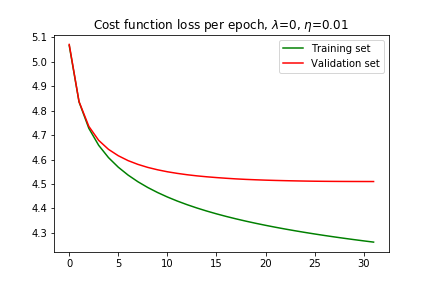 Cost function loss per epoch, λ=0, η=0.01
Training set
Validation set
5.1
5.0
4.9
4.8
4.7
4.6
4.5
4.4
4.3
0 5 10 15 20 25 30